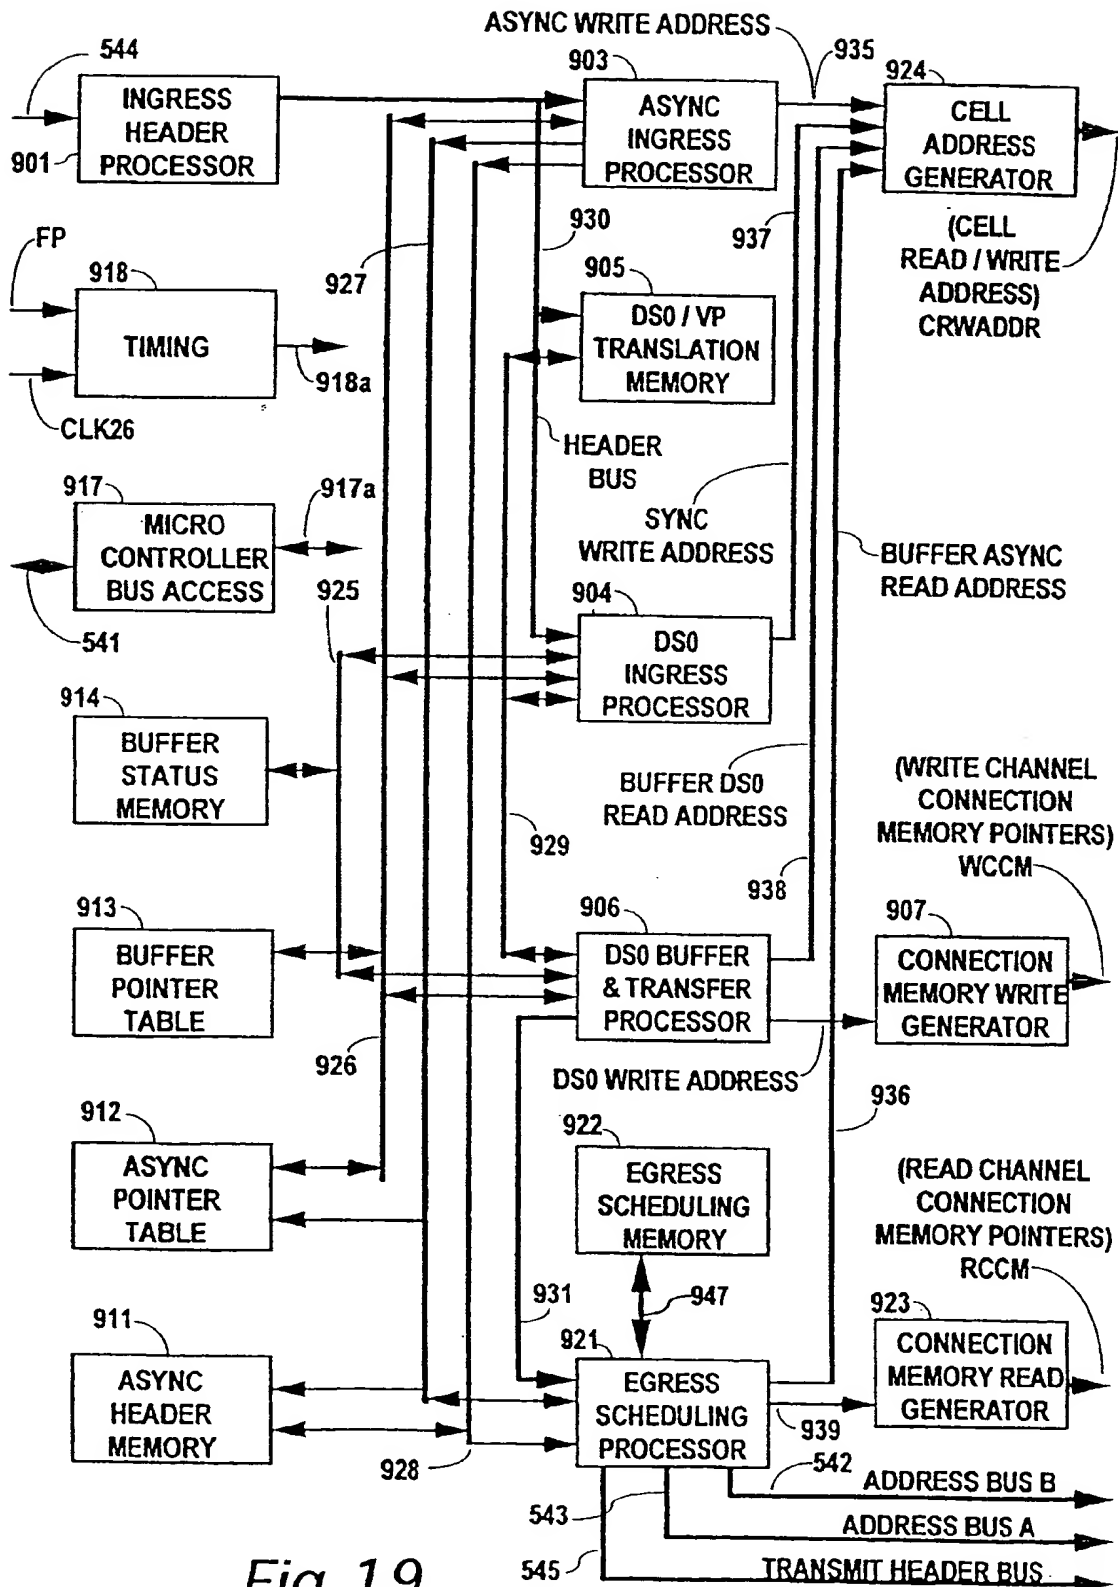 ASYNC WRITE ADDRESS
544
903
935
924
INGRESS
HEADER
PROCESSOR
901
ASYNC
INGRESS
PROCESSOR
CELL
ADDRESS
GENERATOR
FP
918
927
930
937
(CELL
READ / WRITE
ADDRESS)
CRWADDR
905
TIMING
DS0 / VP
TRANSLATION
MEMORY
918a
CLK26
HEADER
BUS
917
917a
MICRO
CONTROLLER
BUS ACCESS
SYNC
WRITE ADDRESS
BUFFER ASYNC
READ ADDRESS
925
904
541
DS0
INGRESS
PROCESSOR
914
BUFFER
STATUS
MEMORY
BUFFER DS0
READ ADDRESS
(WRITE CHANNEL
CONNECTION
MEMORY POINTERS)
WCCM
929
938
913
906
907
BUFFER
POINTER
TABLE
DS0 BUFFER
& TRANSFER
PROCESSOR
CONNECTION
MEMORY WRITE
GENERATOR
926
DS0 WRITE ADDRESS
936
912
922
ASYNC
POINTER
TABLE
EGRESS
SCHEDULING
MEMORY
(READ CHANNEL
CONNECTION
MEMORY POINTERS)
RCCM
931
947
923
911
921
ASYNC
HEADER
MEMORY
EGRESS
SCHEDULING
PROCESSOR
CONNECTION
MEMORY READ
GENERATOR
939
928
542
ADDRESS BUS B
543
ADDRESS BUS A
545
TRANSMIT HEADER BUS
Fig. 19